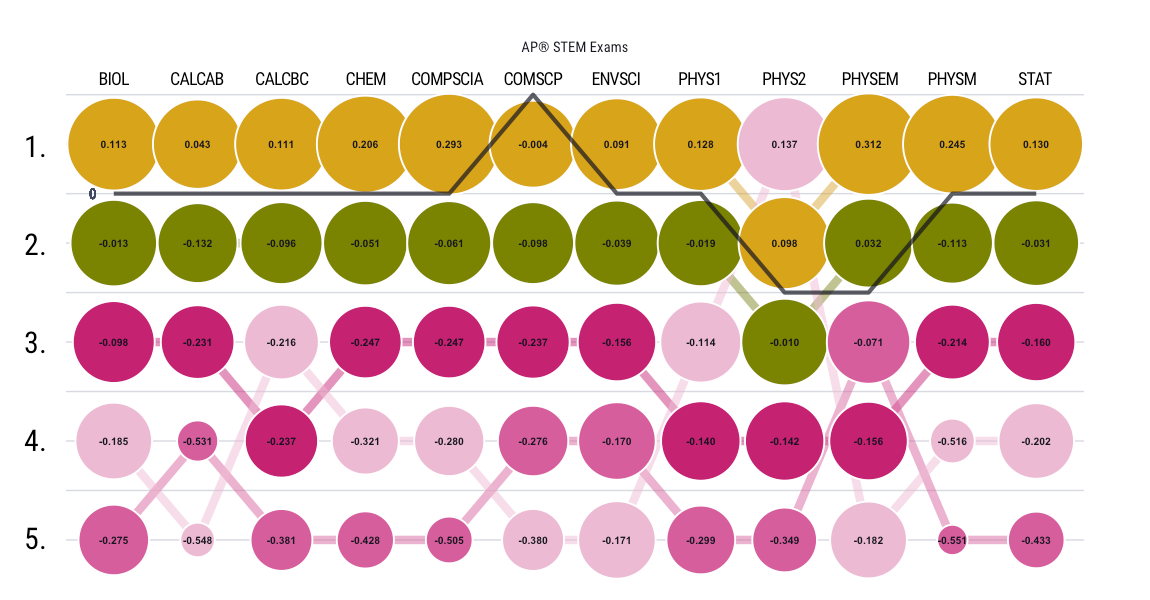 AP® STEM Exams
BIOL CALCAB CALCBC CHEM COMPSCIA COMSCP ENVSCI PHYS1 PHYS2 PHYSEM PHYSM STAT
1. 0.113 0.043 0.111 0.206 0.293 -0.004 0.091 0.128 0.137 0.312 0.245 0.130
0
2. -0.013 -0.132 -0.096 -0.051 -0.061 -0.098 -0.039 -0.019 0.098 0.032 -0.113 -0.031
3. -0.098 -0.231 -0.216 -0.247 -0.247 -0.237 -0.156 -0.114 -0.010 -0.071 -0.214 -0.160
4. -0.185 -0.531 -0.237 -0.321 -0.280 -0.276 -0.170 -0.140 -0.142 -0.156 -0.516 -0.202
5. -0.275 -0.548 -0.381 -0.428 -0.505 -0.380 -0.171 -0.299 -0.349 -0.182 -0.551 -0.433